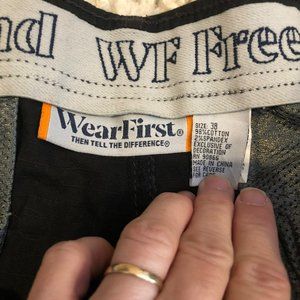 nd WF Free
WearFirst®
THEN TELL THE DIFFERENCE®
SIZE: 38
98%COTTON
2%SPANDEX
EXCLUSIVE OF
DECORATION
RN 90866
MADE IN CHINA
SEE REVERSE
FOR CARE